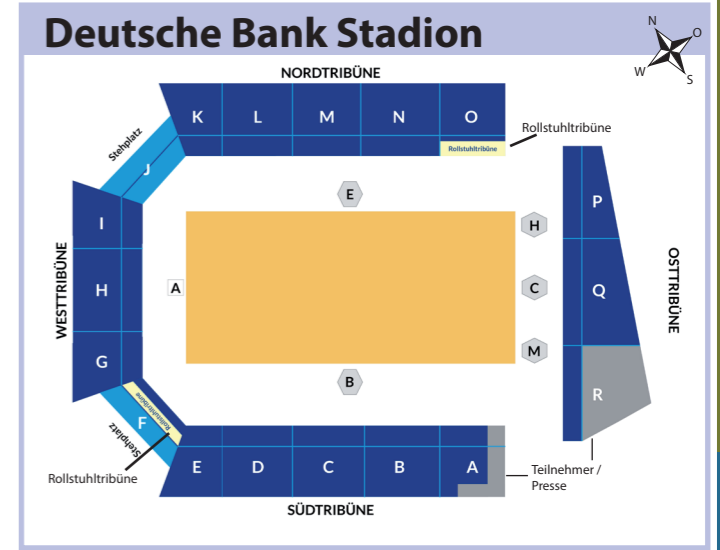 Deutsche Bank Stadion
N
O
W
S
NORDTRIBÜNE
K
L
M
N
O
Rollstuhltribüne
Rollstuhltribüne
Stehplatz
J
I
H
G
WESTTRIBÜNE
E
H
A
C
M
B
P
Q
R
OSTTRIBÜNE
F
Rollstuhltribüne
Stehplatz
Rollstuhltribüne
E
D
C
B
A
Teilnehmer /
Presse
SÜDTRIBÜNE